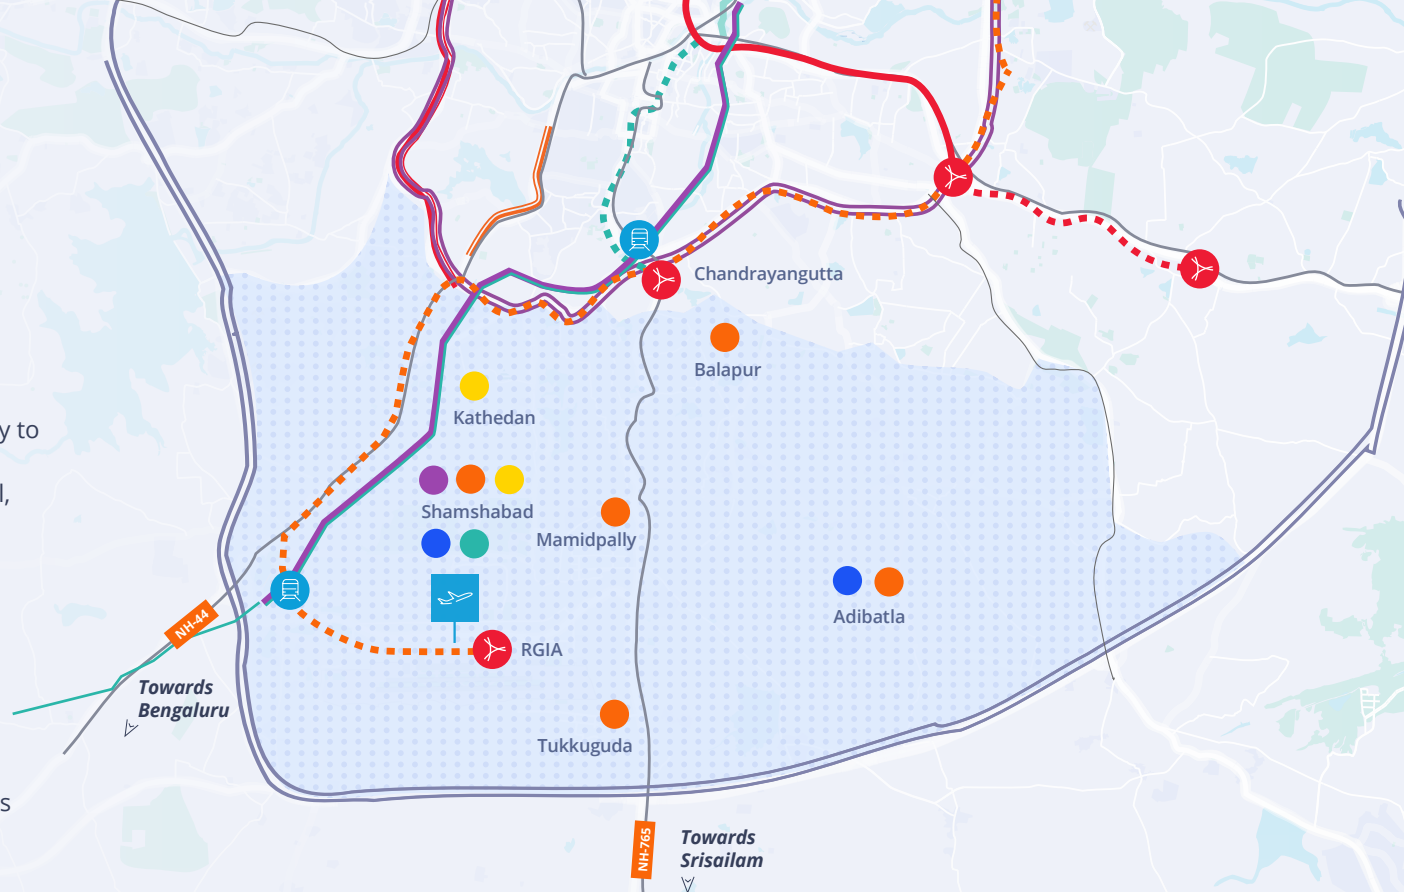 Chandrayangutta
Balapur
Kathedan
y to
l,
Shamshabad
Mamidpally
Adibatla
NH-44
RGIA
Towards
Bengaluru
Tukkuguda
s
NH-765
Towards
Srisailam